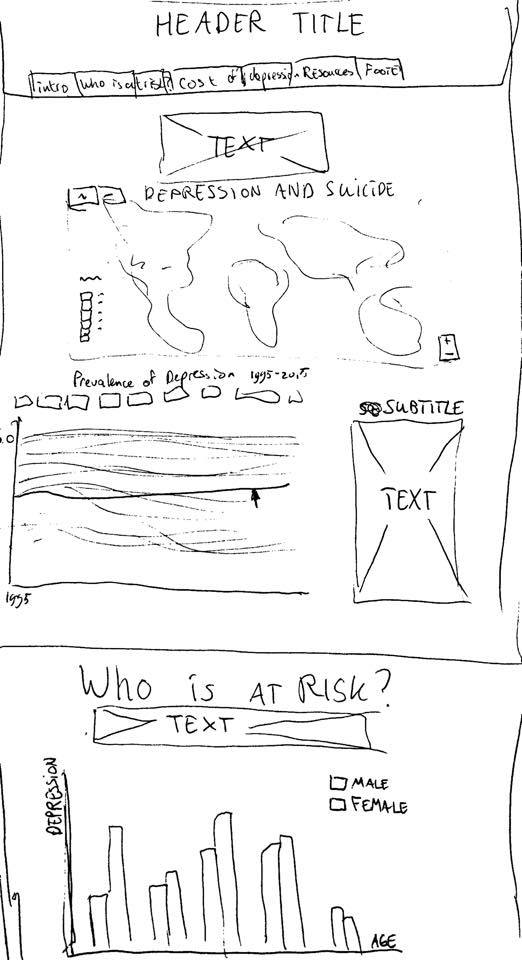 HEADER TITLE
intro Who is at risk? COST of depression Resources FOOTER
TEXT
DEPRESSION AND SUICIDE
+
-
Prevalence of Depression 1995-2015
SUBTITLE
TEXT
1995
WHO IS AT RISK?
TEXT
MALE
FEMALE
DEPRESSION
AGE